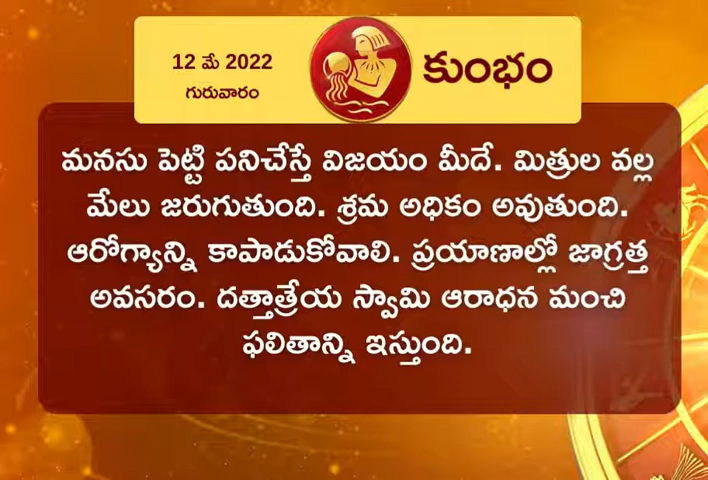 12 మే 2022
గురువారం
కుంభం
మనసు పెట్టి పనిచేస్తే విజయం మీదే. మిత్రుల వల్ల
మేలు జరుగుతుంది. శ్రమ అధికం అవుతుంది.
ఆరోగ్యాన్ని కాపాడుకోవాలి. ప్రయాణాల్లో జాగ్రత్త
అవసరం. దత్తాత్రేయ స్వామి ఆరాధన మంచి
ఫలితాన్ని ఇస్తుంది.